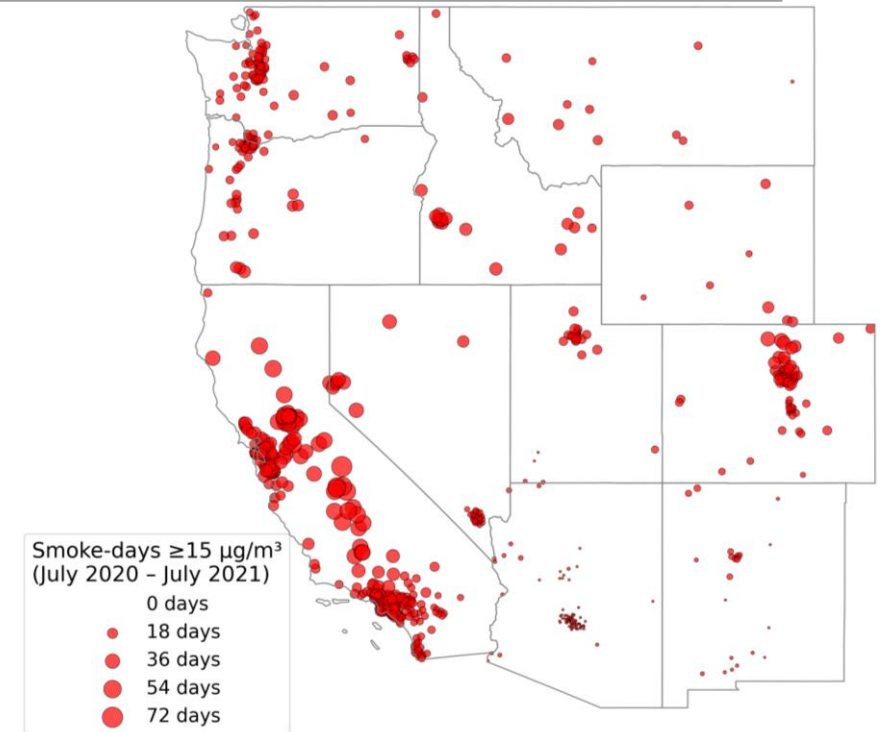 Smoke-days ≥15 µg/m³
(July 2020 – July 2021)
0 days
18 days
36 days
54 days
72 days